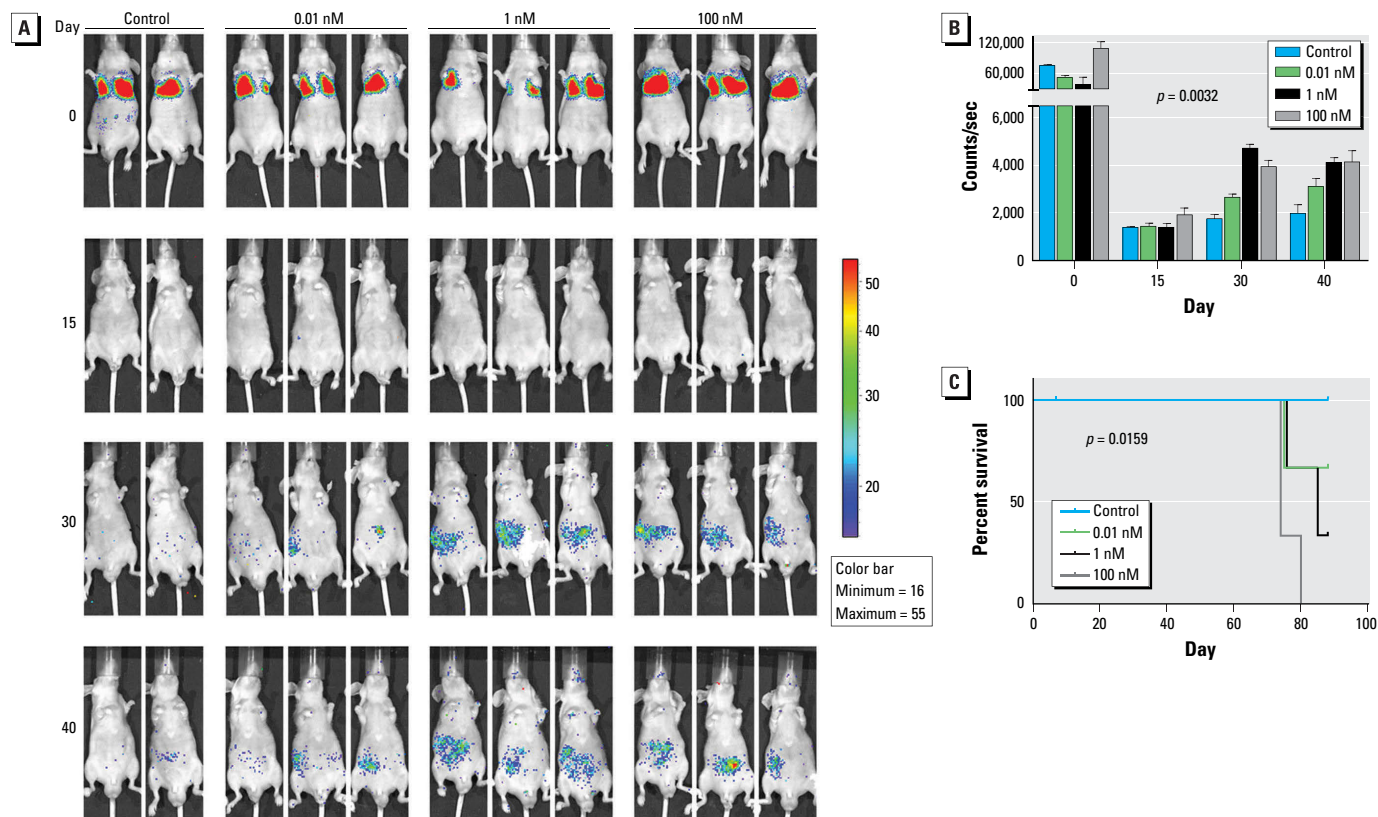 A
Day
Control
0.01 nM
1 nM
100 nM
0
15
30
40
50
40
30
20
Color bar
Minimum = 16
Maximum = 55
B
120,000
60,000
6,000
4,000
2,000
0
Counts/sec
p = 0.0032
Control
0.01 nM
1 nM
100 nM
0
15
30
40
Day
C
100
50
0
Percent survival
p = 0.0159
Control
0.01 nM
1 nM
100 nM
0
20
40
60
80
100
Day